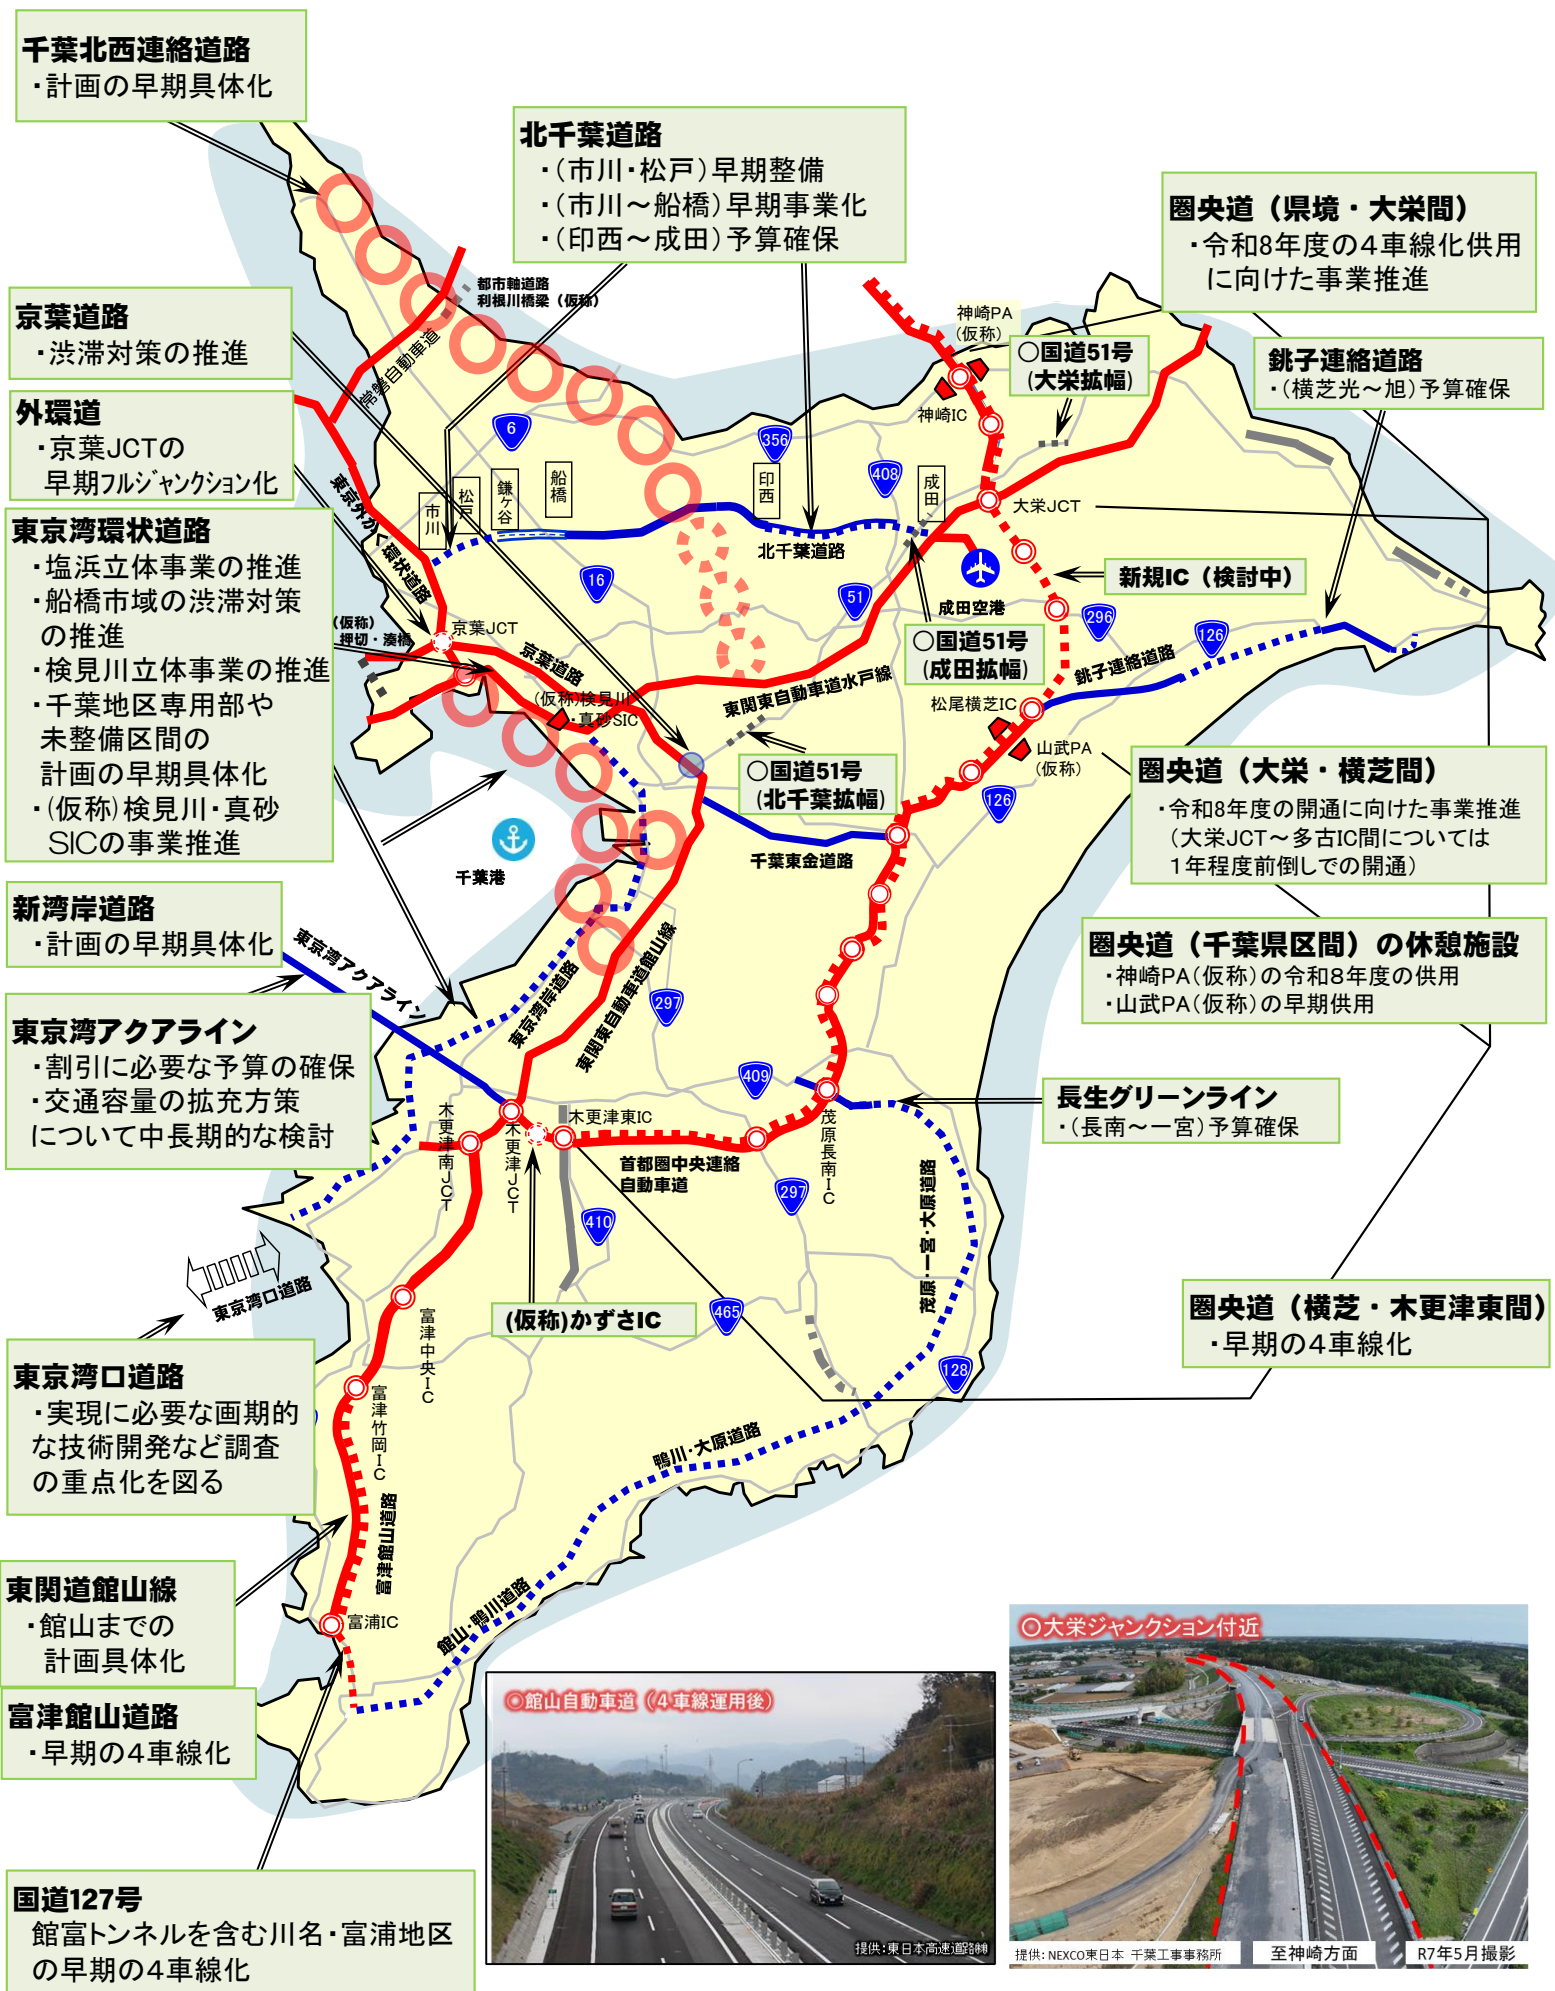 千葉北西連絡道路
・計画の早期具体化
北千葉道路
・(市川・松戸)早期整備
・(市川～船橋)早期事業化
・(印西～成田)予算確保
圏央道(県境・大栄間)
・令和8年度の4車線化供用
に向けた事業推進
京葉道路
・渋滞対策の推進
都市軸道路
利根川橋梁(仮称)
常磐自動車道
神崎PA
(仮称)
○国道51号
(大栄拡幅)
銚子連絡道路
・(横芝光～旭)予算確保
外環道
・京葉JCTの
早期フルジャンクション化
神崎IC
6
356
408
市川
松戸
鎌ヶ谷
船橋
印西
成田
大栄JCT
東京外かく環状道路
東京湾環状道路
・塩浜立体事業の推進
・船橋市域の渋滞対策
の推進
・検見川立体事業の推進
・千葉地区専用部や
未整備区間の
計画の早期具体化
・(仮称)検見川・真砂
SICの事業推進
北千葉道路
16
51
成田空港
新規IC(検討中)
296
126
(仮称)
押切・湊橋
京葉JCT
京葉道路
○国道51号
(成田拡幅)
銚子連絡道路
(仮称)検見川
・真砂SIC
東関東自動車道水戸線
松尾横芝IC
山武PA
(仮称)
○国道51号
(北千葉拡幅)
126
圏央道(大栄・横芝間)
・令和8年度の開通に向けた事業推進
(大栄JCT～多古IC間については
1年程度前倒しでの開通)
千葉港
千葉東金道路
新湾岸道路
・計画の早期具体化
東京湾アクアライン
東京湾岸道路
東関東自動車道館山線
圏央道(千葉県区間)の休憩施設
・神崎PA(仮称)の令和8年度の供用
・山武PA(仮称)の早期供用
297
東京湾アクアライン
・割引に必要な予算の確保
・交通容量の拡充方策
について中長期的な検討
409
長生グリーンライン
・(長南～一宮)予算確保
木更津南JCT
木更津JCT
木更津東IC
茂原長南IC
首都圏中央連絡
自動車道
297
410
茂原・一宮・大原道路
東京湾口道路
(仮称)かずさIC
465
圏央道(横芝・木更津東間)
・早期の4車線化
富津中央IC
128
東京湾口道路
・実現に必要な画期的
な技術開発など調査
の重点化を図る
富津竹岡IC
鴨川・大原道路
富津館山道路
東関道館山線
・館山までの
計画具体化
富浦IC
館山・鴨川道路
富津館山道路
・早期の4車線化
国道127号
館富トンネルを含む川名・富浦地区
の早期の4車線化
◎館山自動車道(4車線運用後)
提供:東日本高速道路㈱
○大栄ジャンクション付近
提供:NEXCO東日本 千葉工事事務所
至神崎方面
R7年5月撮影